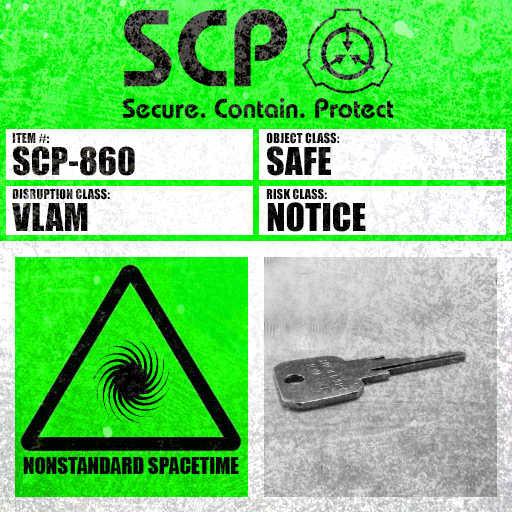 SCP
Secure. Contain. Protect
ITEM #:
SCP-860
OBJECT CLASS:
SAFE
DISRUPTION CLASS:
VLAM
RISK CLASS:
NOTICE
NONSTANDARD SPACETIME